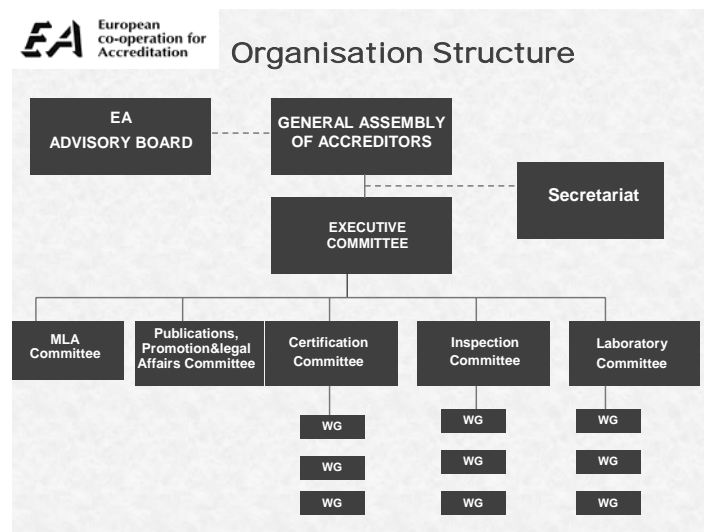 EA
European
co-operation for
Accreditation
Organisation Structure
EA
ADVISORY BOARD
GENERAL ASSEMBLY
OF ACCREDITORS
Secretariat
EXECUTIVE
COMMITTEE
MLA
Committee
Publications,
Promotion&legal
Affairs Committee
Certification
Committee
Inspection
Committee
Laboratory
Committee
WG
WG
WG
WG
WG
WG
WG
WG
WG